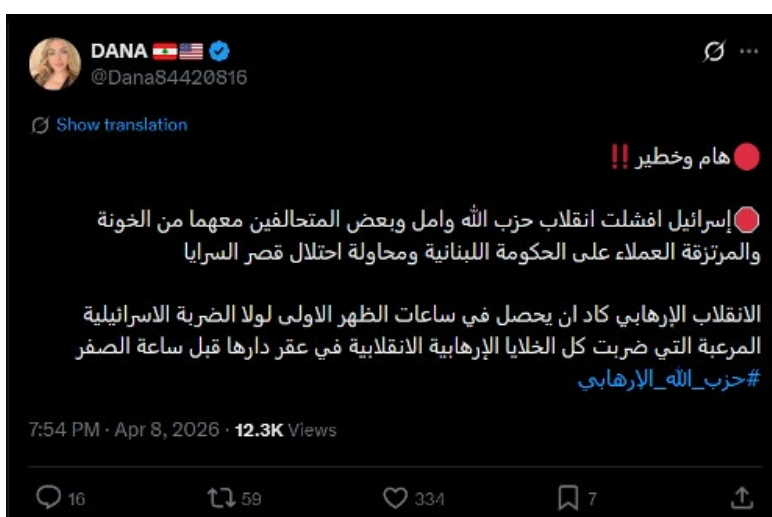 DANA 🇱🇧🇺🇸
@Dana84420816
Show translation
🔴هام وخطير ‼️
🛑إسرائيل افشلت انقلاب حزب الله وامل وبعض المتحالفين معهما من الخونة
والمرتزقة العملاء على الحكومة اللبنانية ومحاولة احتلال قصر السرايا
الانقلاب الإرهابي كاد ان يحصل في ساعات الظهر الاولى لولا الضربة الاسرائيلية
المرعبة التي ضربت كل الخلايا الإرهابية الانقلابية في عقر دارها قبل ساعة الصفر
#حزب_الله_الإرهابي
7:54 PM · Apr 8, 2026 · 12.3K Views
16 59 334 7